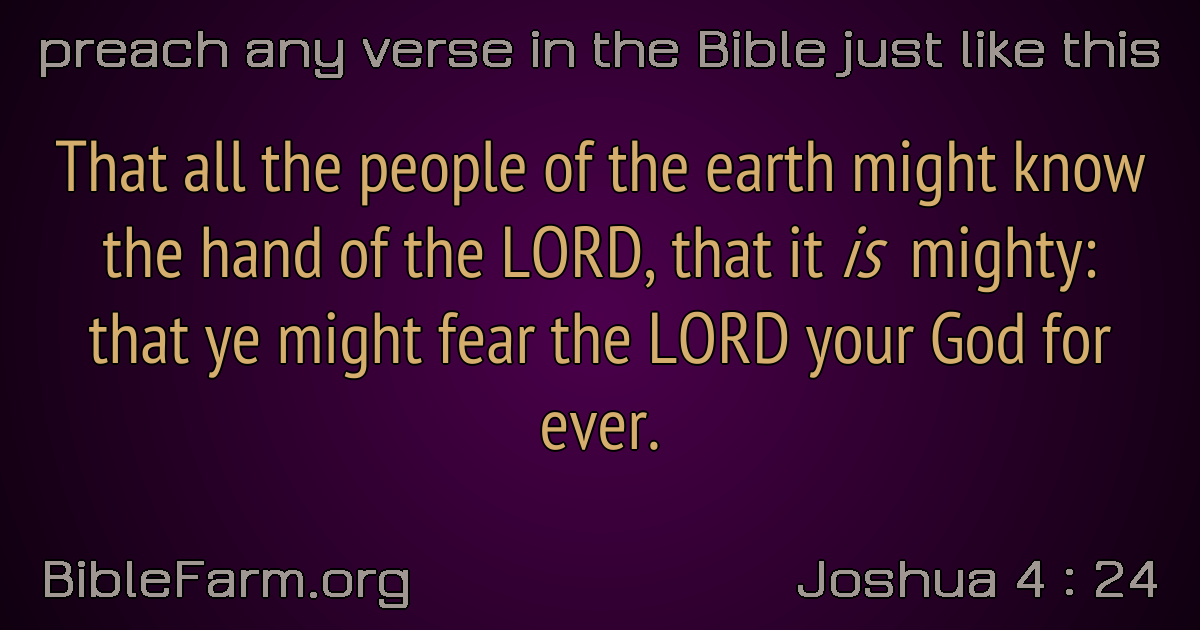 preach any verse in the Bible just like this
That all the people of the earth might know
the hand of the LORD, that it is mighty:
that ye might fear the LORD your God for
ever.
BibleFarm.org
Joshua 4 : 24